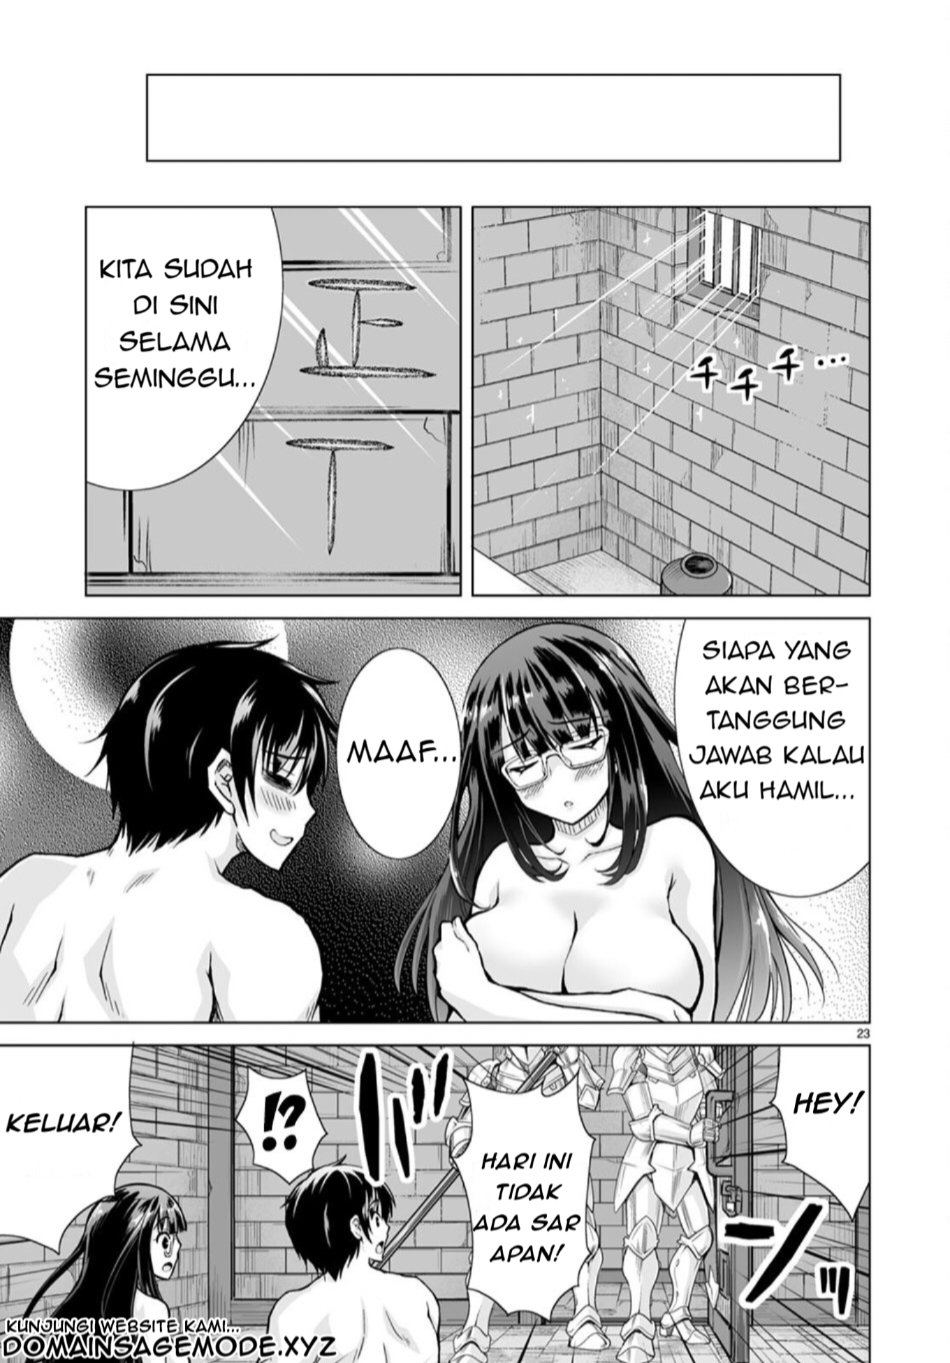 チチチ...
KITA SUDAH
DI SINI
SELAMA
SEMINGGU...
正
T
SIAPA YANG
AKAN BER-
TANGGUNG
JAWAB KALAU
AKU HAMIL...
MAAF...
23
HEY!
HARI INI
TIDAK
ADA SAR
APAN!
!?
KELUAR!
KUNJUNGI WEBSITE KAMI...
DOMAINSAGEMODE.XYZ